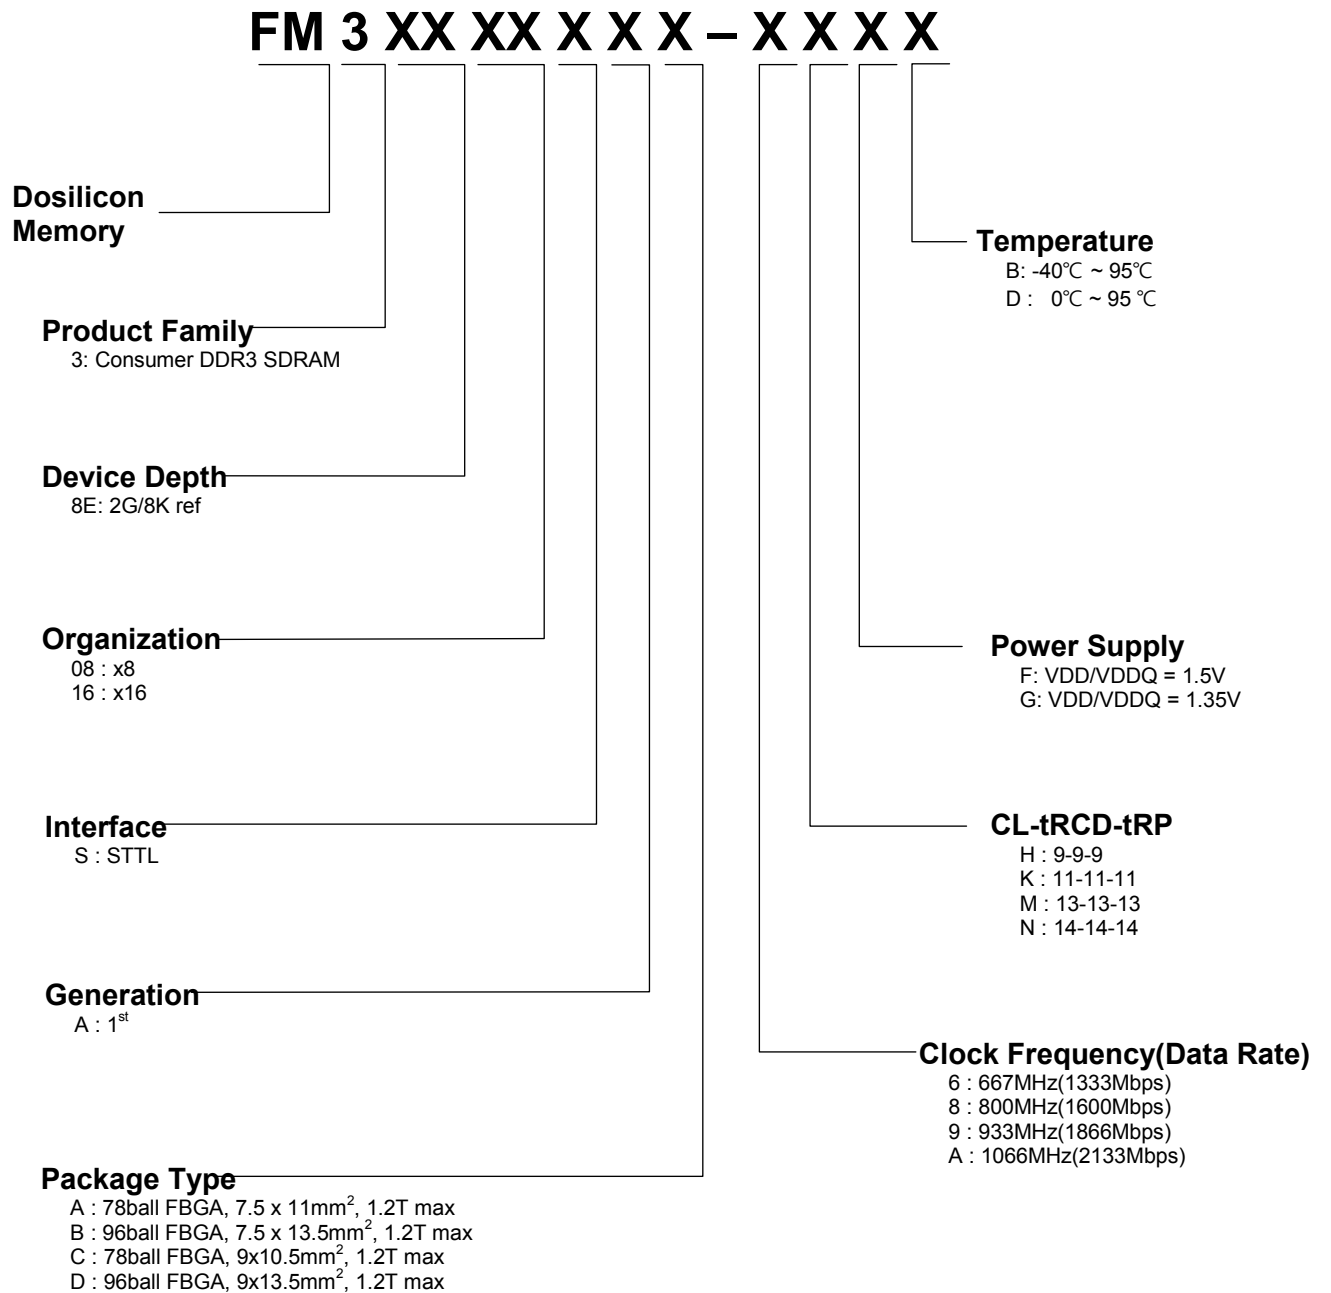 FM 3 XX XX X X X – X X X X
Dosilicon
Memory
Temperature
B: -40℃ ~ 95℃
D : 0℃ ~ 95 ℃
Product Family
3: Consumer DDR3 SDRAM
Device Depth
8E: 2G/8K ref
Organization
08 : x8
16 : x16
Power Supply
F: VDD/VDDQ = 1.5V
G: VDD/VDDQ = 1.35V
Interface
S : STTL
CL-tRCD-tRP
H : 9-9-9
K : 11-11-11
M : 13-13-13
N : 14-14-14
Generation
A : 1st
Clock Frequency(Data Rate)
6 : 667MHz(1333Mbps)
8 : 800MHz(1600Mbps)
9 : 933MHz(1866Mbps)
A : 1066MHz(2133Mbps)
Package Type
A : 78ball FBGA, 7.5 x 11mm², 1.2T max
B : 96ball FBGA, 7.5 x 13.5mm², 1.2T max
C : 78ball FBGA, 9x10.5mm², 1.2T max
D : 96ball FBGA, 9x13.5mm², 1.2T max